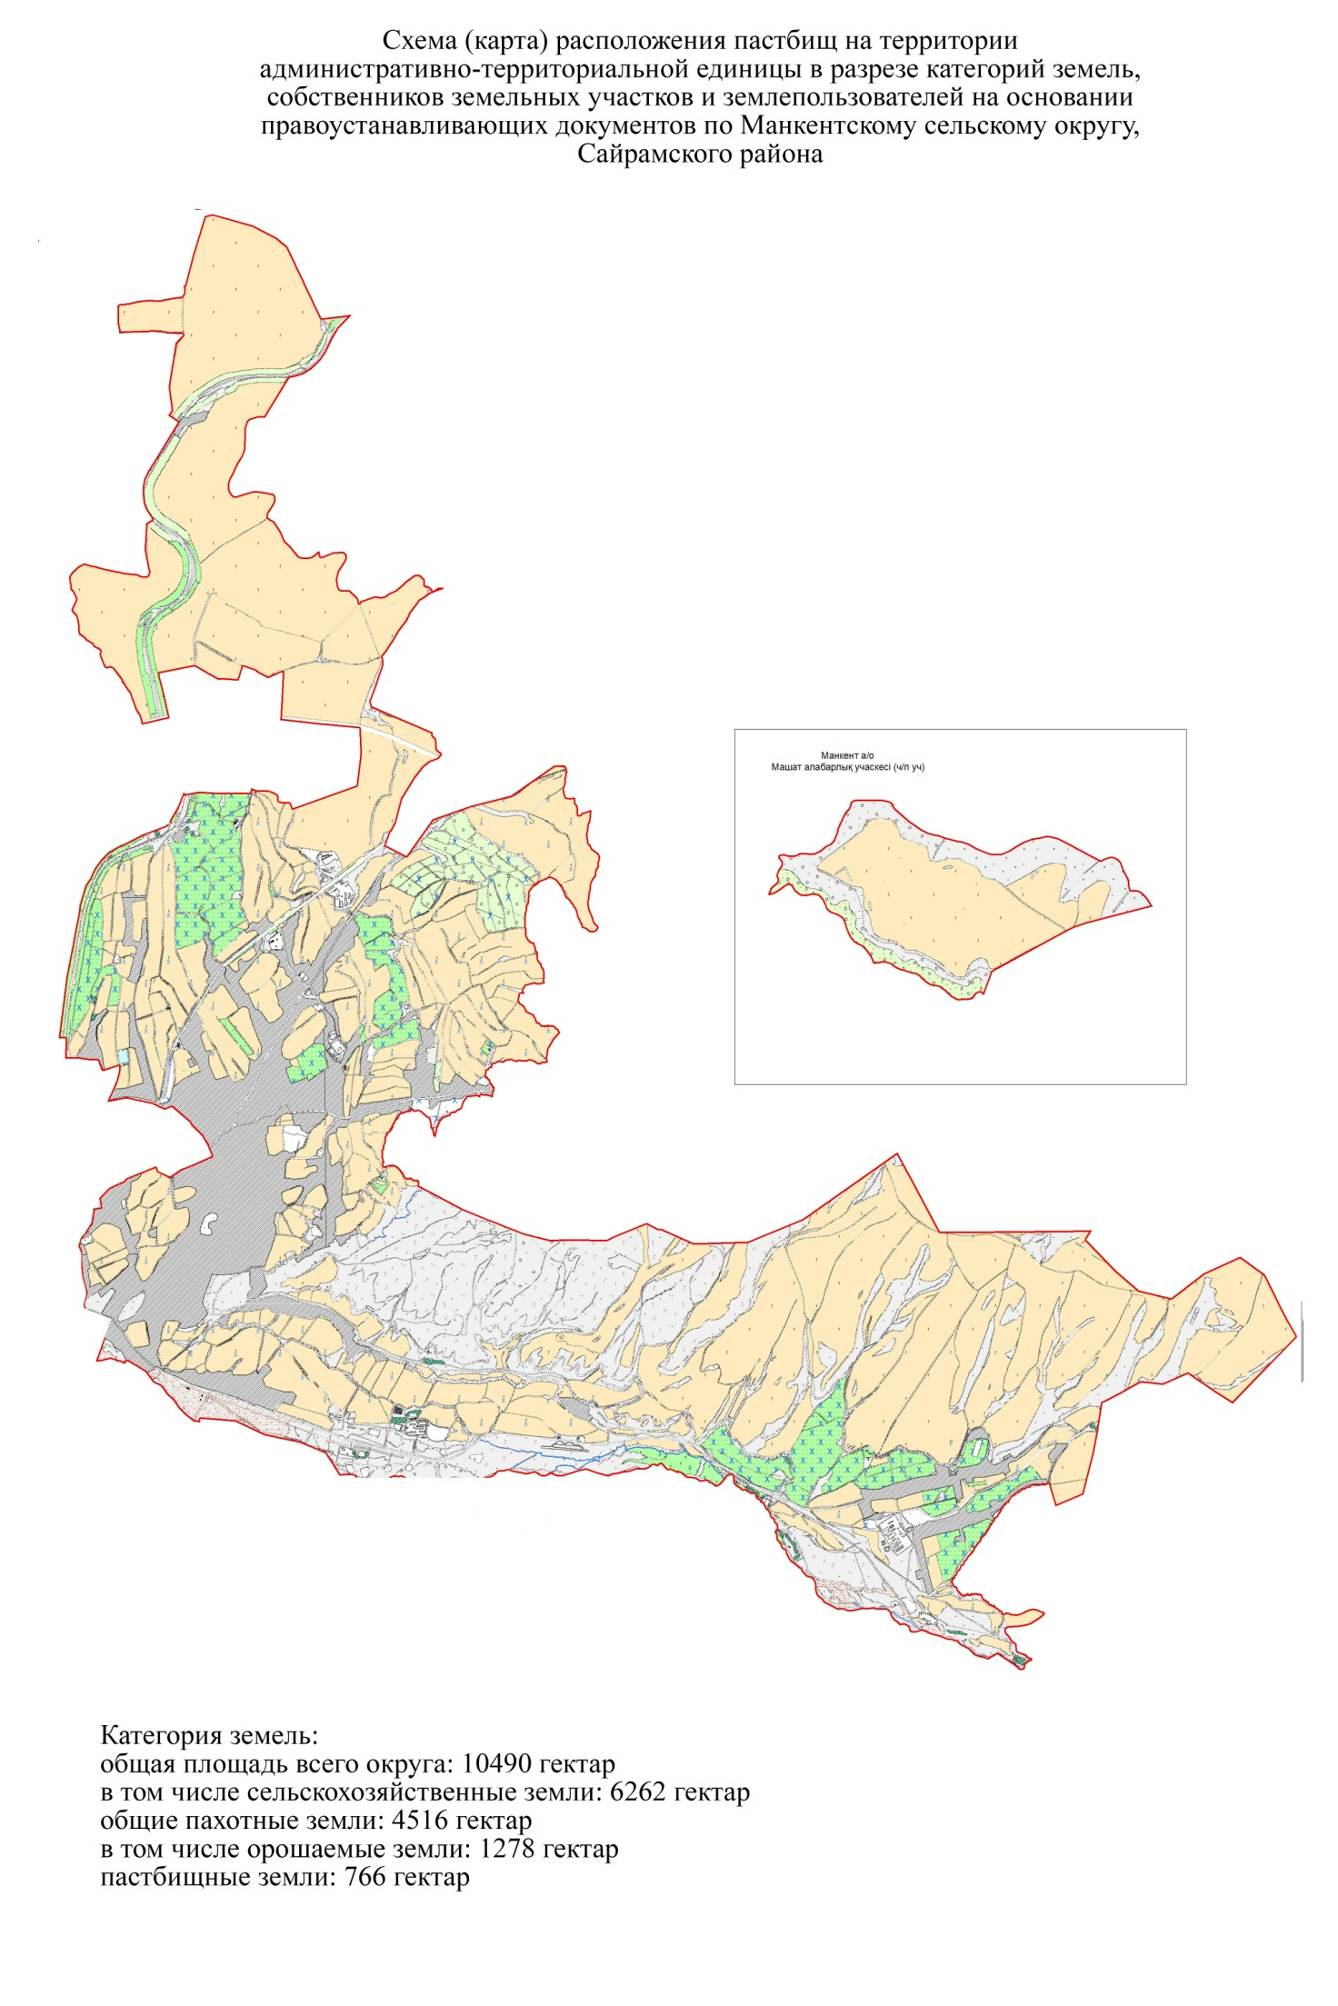 Схема (карта) расположения пастбищ на территории
административно-территориальной единицы в разрезе категорий земель,
собственников земельных участков и землепользователей на основании
правоустанавливающих документов по Манкентскому сельскому округу,
Сайрамского района
Манкент а/о
Машат алабарлық учаскесі (ч/п уч)
Категория земель:
общая площадь всего округа: 10490 гектар
в том числе сельскохозяйственные земли: 6262 гектар
общие пахотные земли: 4516 гектар
в том числе орошаемые земли: 1278 гектар
пастбищные земли: 766 гектар